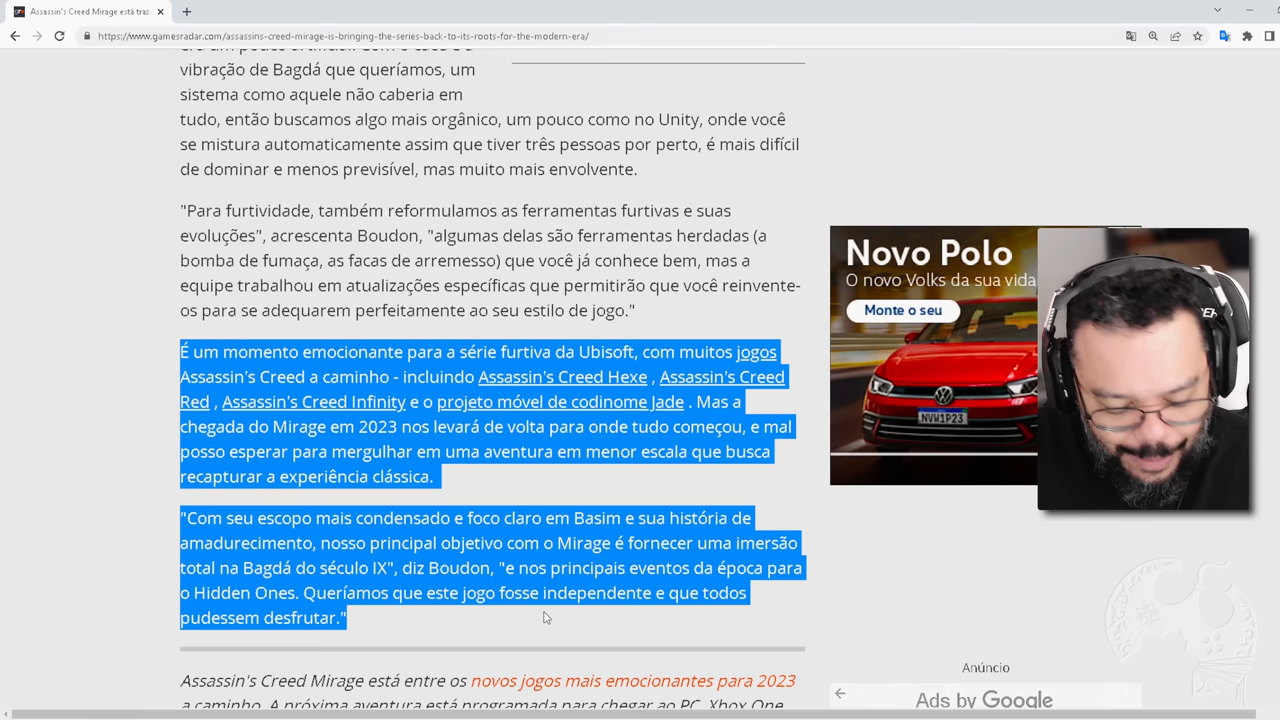 Assassin's Creed Mirage está traz
https://www.gamesradar.com/assassins-creed-mirage-is-bringing-the-series-back-to-its-roots-for-the-modern-era/
vibração de Bagdá que queríamos, um
sistema como aquele não caberia em
tudo, então buscamos algo mais orgânico, um pouco como no Unity, onde você
se mistura automaticamente assim que tiver três pessoas por perto, é mais difícil
de dominar e menos previsível, mas muito mais envolvente.
"Para furtividade, também reformulamos as ferramentas furtivas e suas
evoluções", acrescenta Boudon, "algumas delas são ferramentas herdadas (a
bomba de fumaça, as facas de arremesso) que você já conhece bem, mas a
equipe trabalhou em atualizações específicas que permitirão que você reinvente-
os para se adequarem perfeitamente ao seu estilo de jogo."
É um momento emocionante para a série furtiva da Ubisoft, com muitos jogos
Assassin's Creed a caminho - incluindo Assassin's Creed Hexe , Assassin's Creed
Red , Assassin's Creed Infinity e o projeto móvel de codinome Jade . Mas a
chegada do Mirage em 2023 nos levará de volta para onde tudo começou, e mal
posso esperar para mergulhar em uma aventura em menor escala que busca
recapturar a experiência clássica.
"Com seu escopo mais condensado e foco claro em Basim e sua história de
amadurecimento, nosso principal objetivo com o Mirage é fornecer uma imersão
total na Bagdá do século IX", diz Boudon, "e nos principais eventos da época para
o Hidden Ones. Queríamos que este jogo fosse independente e que todos
pudessem desfrutar."
Assassin's Creed Mirage está entre os novos jogos mais emocionantes para 2023
a caminho. A próxima aventura está programada para chegar ao PC, Xbox One
Novo Polo
O novo Volks da sua vida
Monte o seu
NVW1P23
Anúncio
Ads by Google